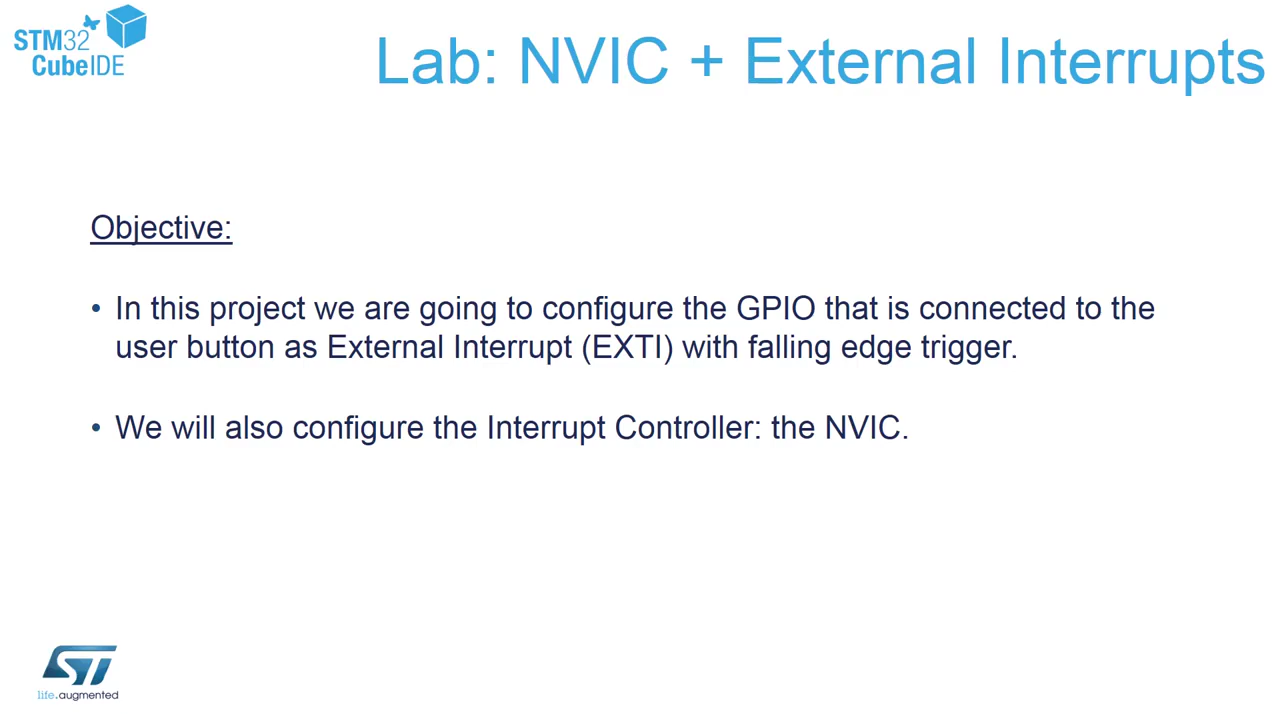 STM32
CubeIDE
Lab: NVIC + External Interrupts
Objective:
• In this project we are going to configure the GPIO that is connected to the
user button as External Interrupt (EXTI) with falling edge trigger.
• We will also configure the Interrupt Controller: the NVIC.
ST
life.augmented